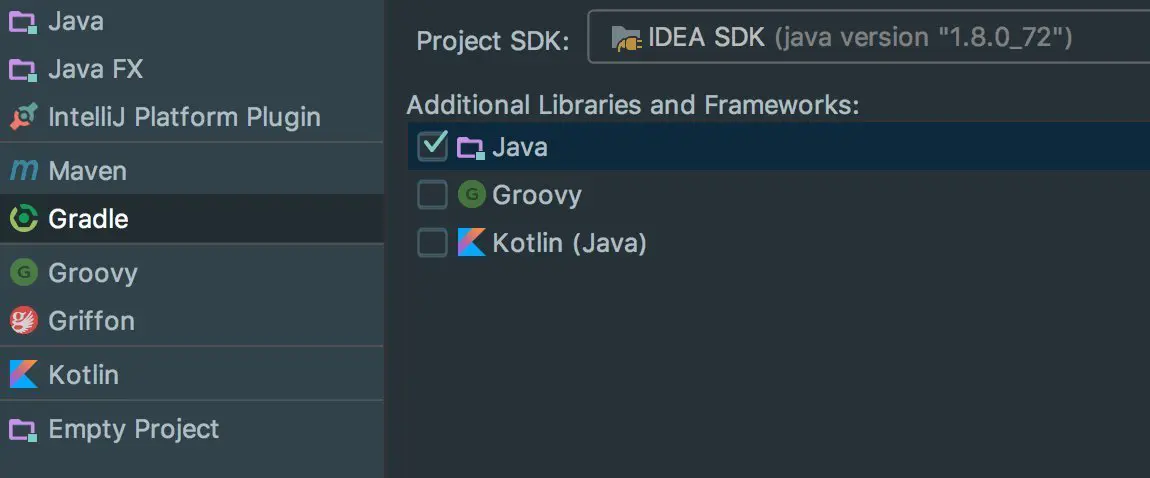 Java
Java FX
IntelliJ Platform Plugin
Maven
Gradle
Groovy
Griffon
Kotlin
Empty Project
Project SDK: IDEA SDK (java version "1.8.0_72")
Additional Libraries and Frameworks:
Java
Groovy
Kotlin (Java)